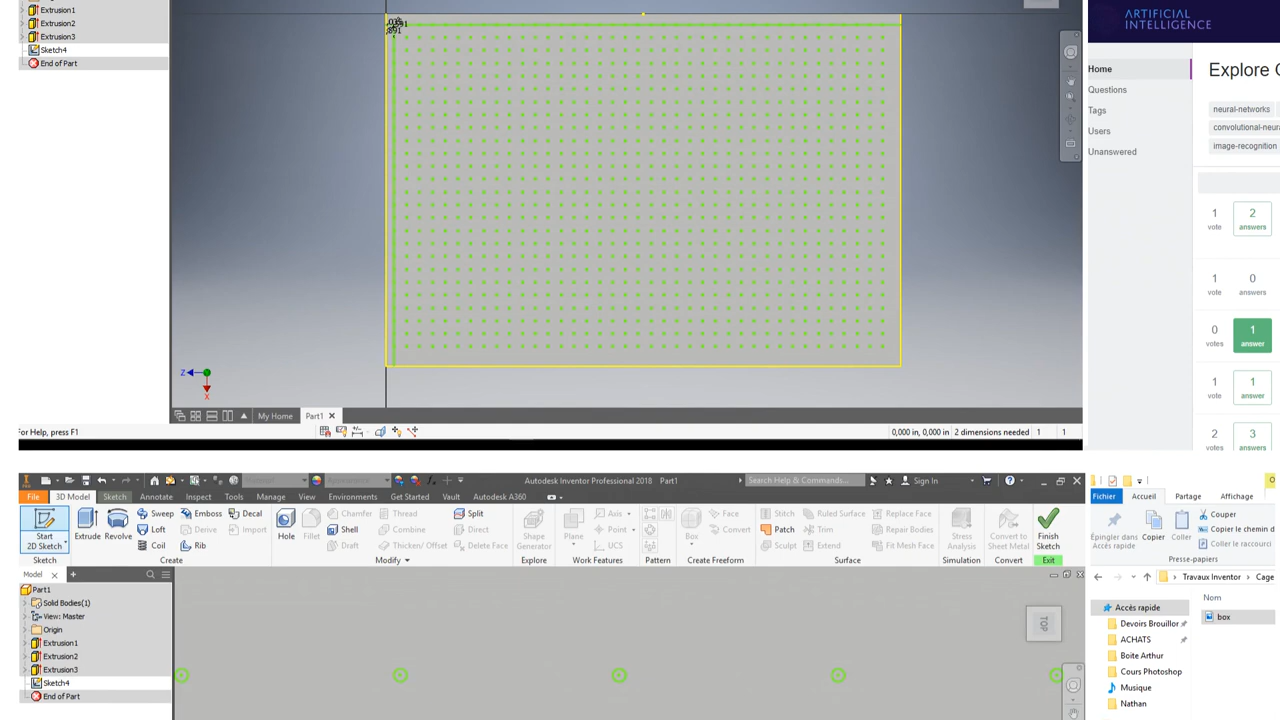 Extrusion1
Extrusion2
Extrusion3
Sketch4
End of Part
Z
X
My Home
Part1
For Help, press F1
0,000 in, 0,000 in 2 dimensions needed 1 1
ARTIFICIAL
INTELLIGENCE
Home
Questions
Tags
Users
Unanswered
Explore
neural-networks
convolutional-neura
image-recognition
1 vote
2 answers
1 vote
0 answers
0 votes
1 answer
1 vote
1 answer
2 votes
3 answers
Appearance
Autodesk Inventor Professional 2018 Part1
Search Help & Commands...
Sign In
File
3D Model
Sketch
Annotate
Inspect
Tools
Manage
View
Environments
Get Started
Vault
Autodesk A360
Start
2D Sketch
Sketch
Extrude
Revolve
Sweep
Loft
Coil
Emboss
Derive
Rib
Decal
Import
Create
Hole
Fillet
Chamfer
Shell
Draft
Thread
Combine
Thicken/ Offset
Split
Direct
Delete Face
Modify
Shape
Generator
Explore
Plane
Axis
Point
UCS
Work Features
Pattern
Box
Face
Convert
Create Freeform
Stitch
Patch
Sculpt
Ruled Surface
Trim
Extend
Replace Face
Repair Bodies
Fit Mesh Face
Surface
Stress
Analysis
Simulation
Convert to
Sheet Metal
Convert
Finish
Sketch
Exit
Model
Part1
Solid Bodies(1)
View: Master
Origin
Extrusion1
Extrusion2
Extrusion3
Sketch4
End of Part
TOP
Fichier
Accueil
Partage
Affichage
Épingler dans
Accès rapide
Copier
Coller
Couper
Copier le chemin d
Coller le raccourci
Presse-papiers
Travaux Inventor
Cage
Nom
box
Accès rapide
Devoirs Brouillor
ACHATS
Boite Arthur
Cours Photoshop
Musique
Nathan